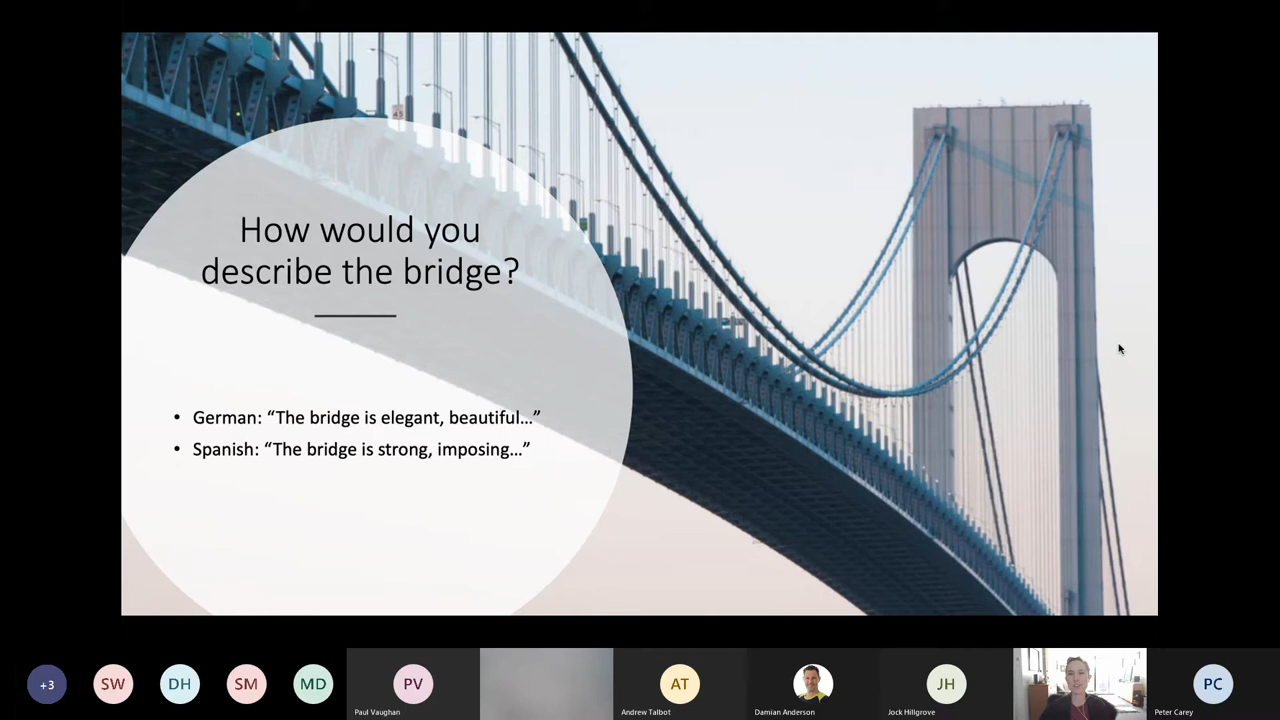 How would you
describe the bridge?
• German: “The bridge is elegant, beautiful...”
• Spanish: “The bridge is strong, imposing...”
45
+3
SW
DH
SM
MD
PV
AT
JH
PC
Paul Vaughan
Andrew Talbot
Damian Anderson
Jock Hillgrove
Peter Carey